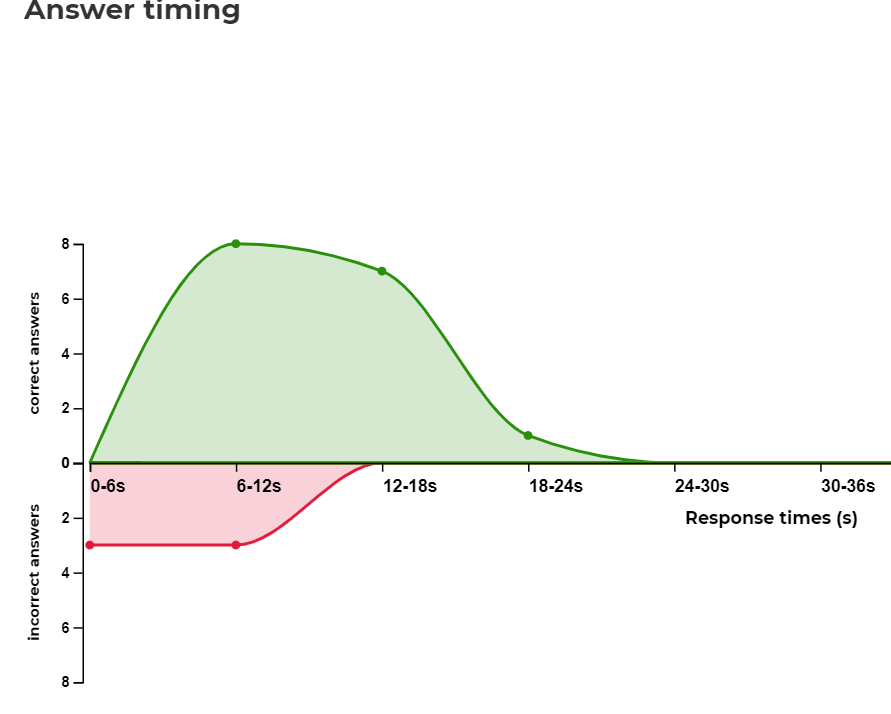 Answer timing
correct answers
8
6
4
2
0
0-6s 6-12s 12-18s 18-24s 24-30s 30-36s
Response times (s)
incorrect answers
2
4
6
8